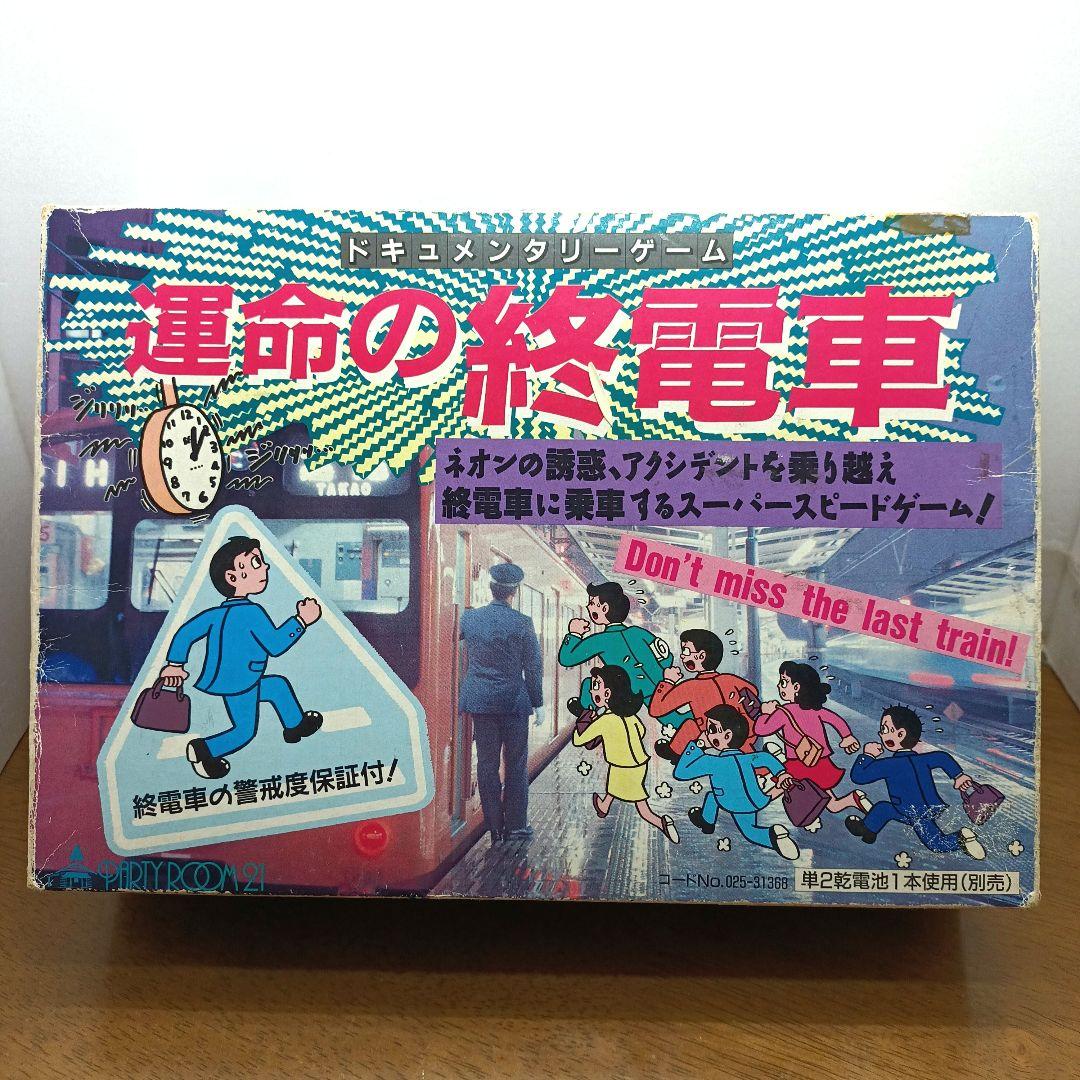 ドキュメンタリーゲーム
運命の終電車
ジリリリ…
ジリリリ…
TAKAO
ネオンの誘惑、アクシデントを乗り越え
終電車に乗車するスーパースピードゲーム!
Don't miss the last train!
終電車の警戒度保証付!
PARTY ROOM 21
コードNo.025-31368
単2乾電池1本使用(別売)